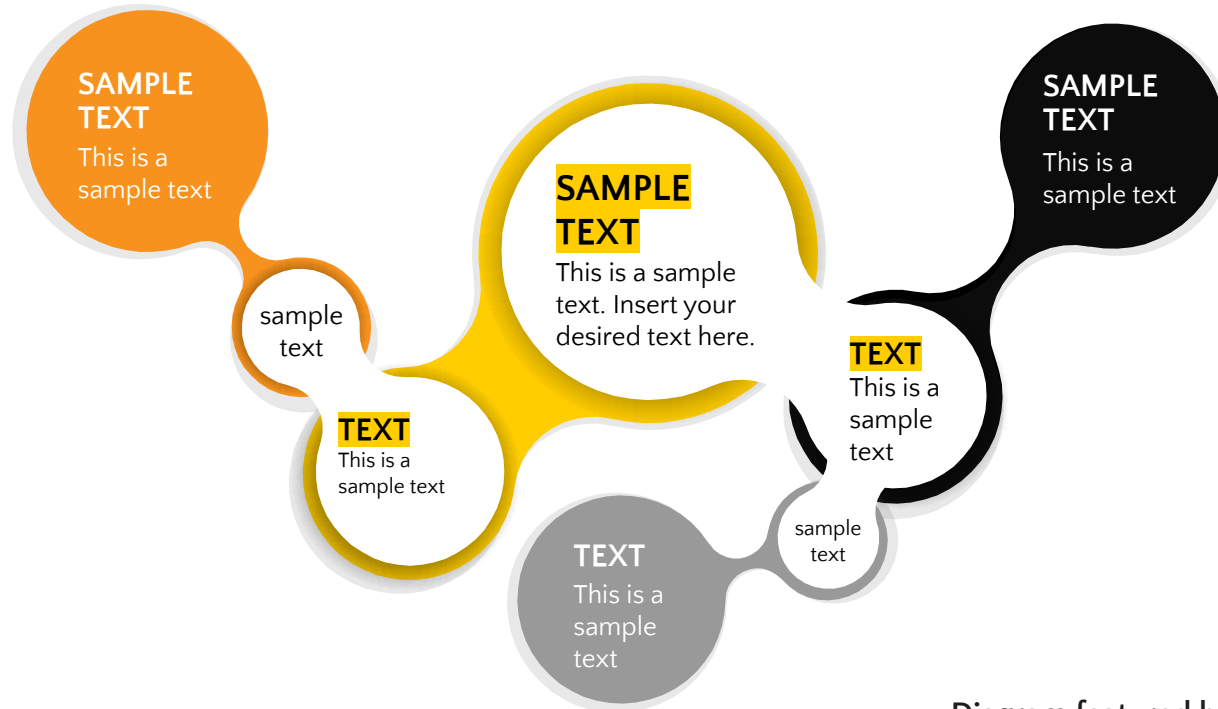 SAMPLE
TEXT
This is a
sample text
sample
text
TEXT
This is a
sample text
SAMPLE
TEXT
This is a sample
text. Insert your
desired text here.
SAMPLE
TEXT
This is a
sample text
TEXT
This is a
sample
text
sample
text
TEXT
This is a
sample
text
Diagram featured